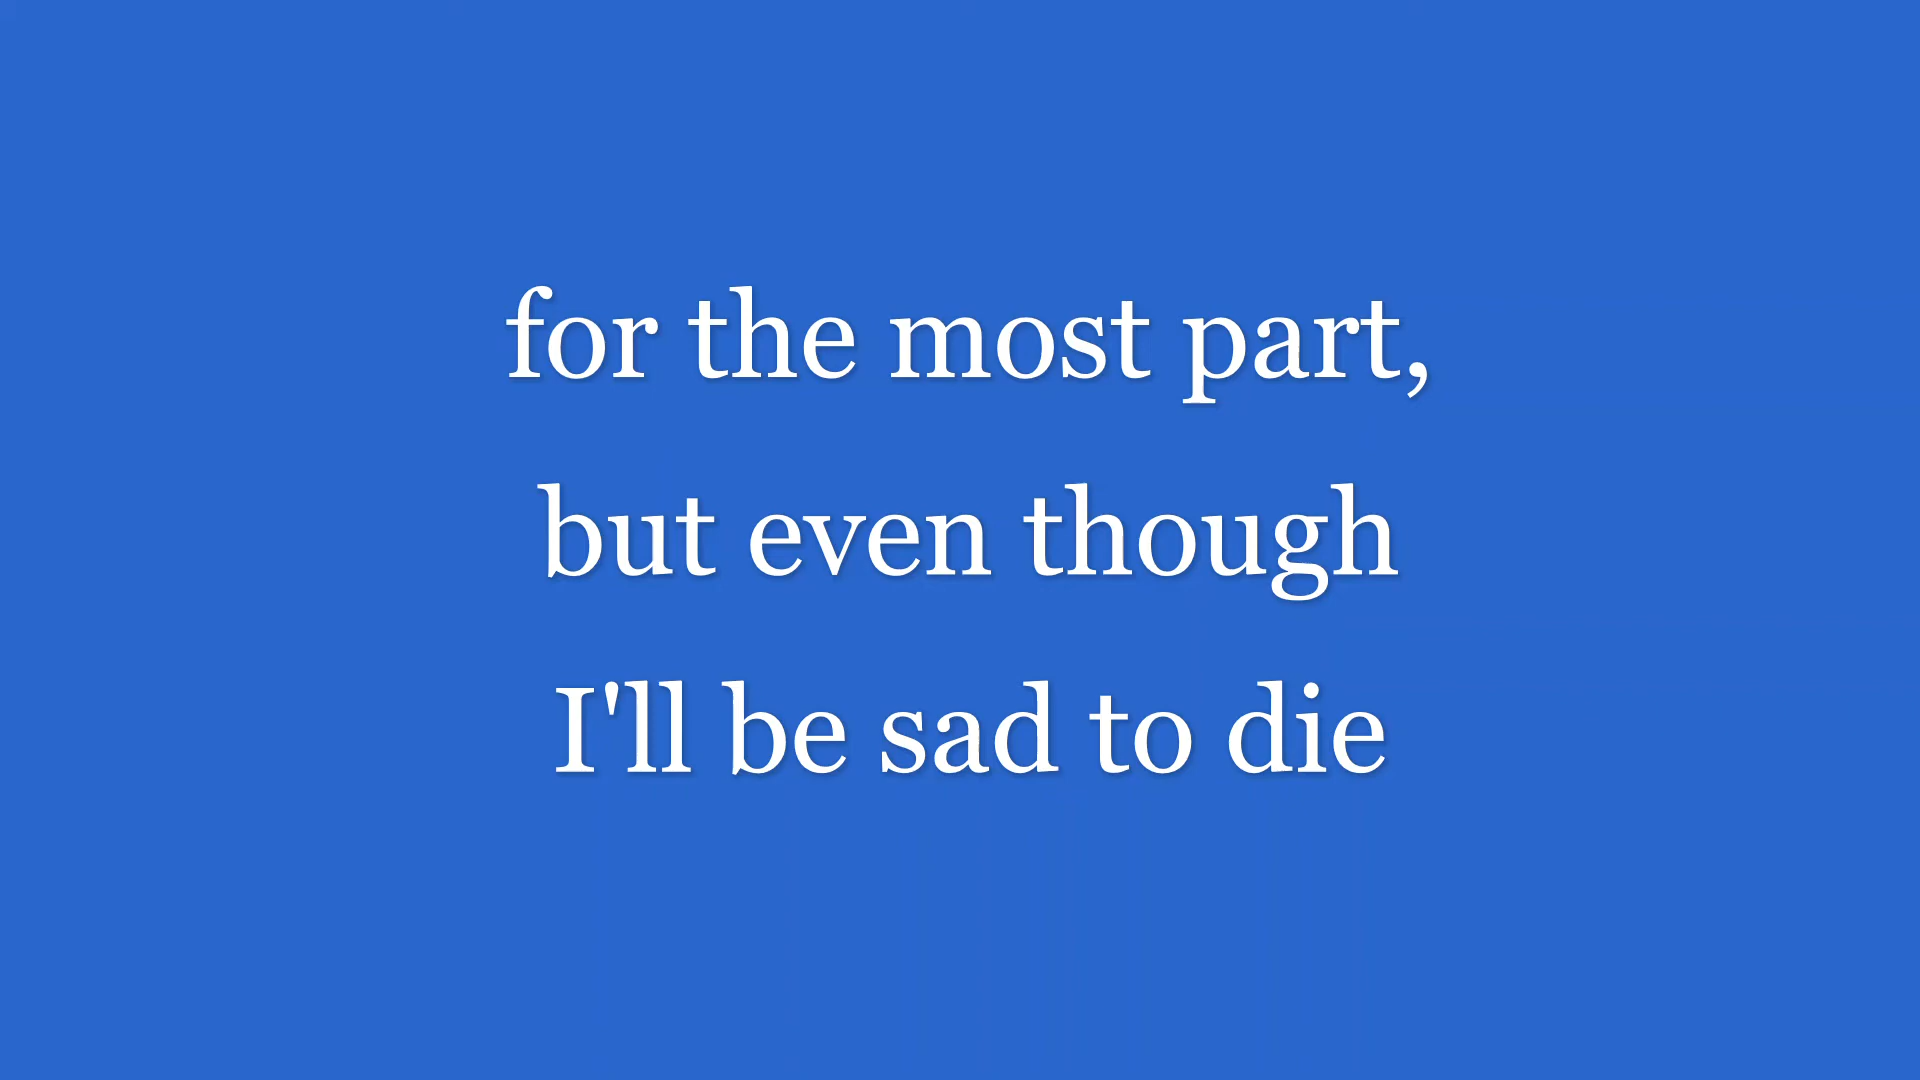 for the most part,
but even though
I'll be sad to die